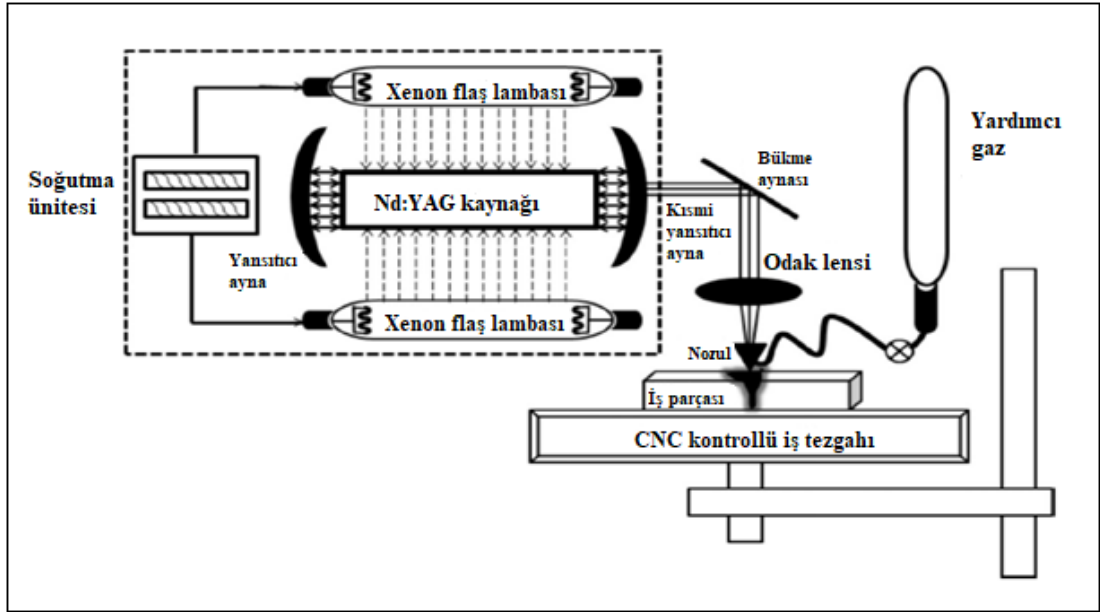 Xenon flaş lambası
Yardımcı
gaz
Bükme
aynası
Soğutma
ünitesi
Nd:YAG kaynağı
Kısmi
yansıtıcı
ayna
Yansıtıcı
ayna
Odak lensi
Xenon flaş lambası
Nozul
İş parçası
CNC kontrollü iş tezgahı